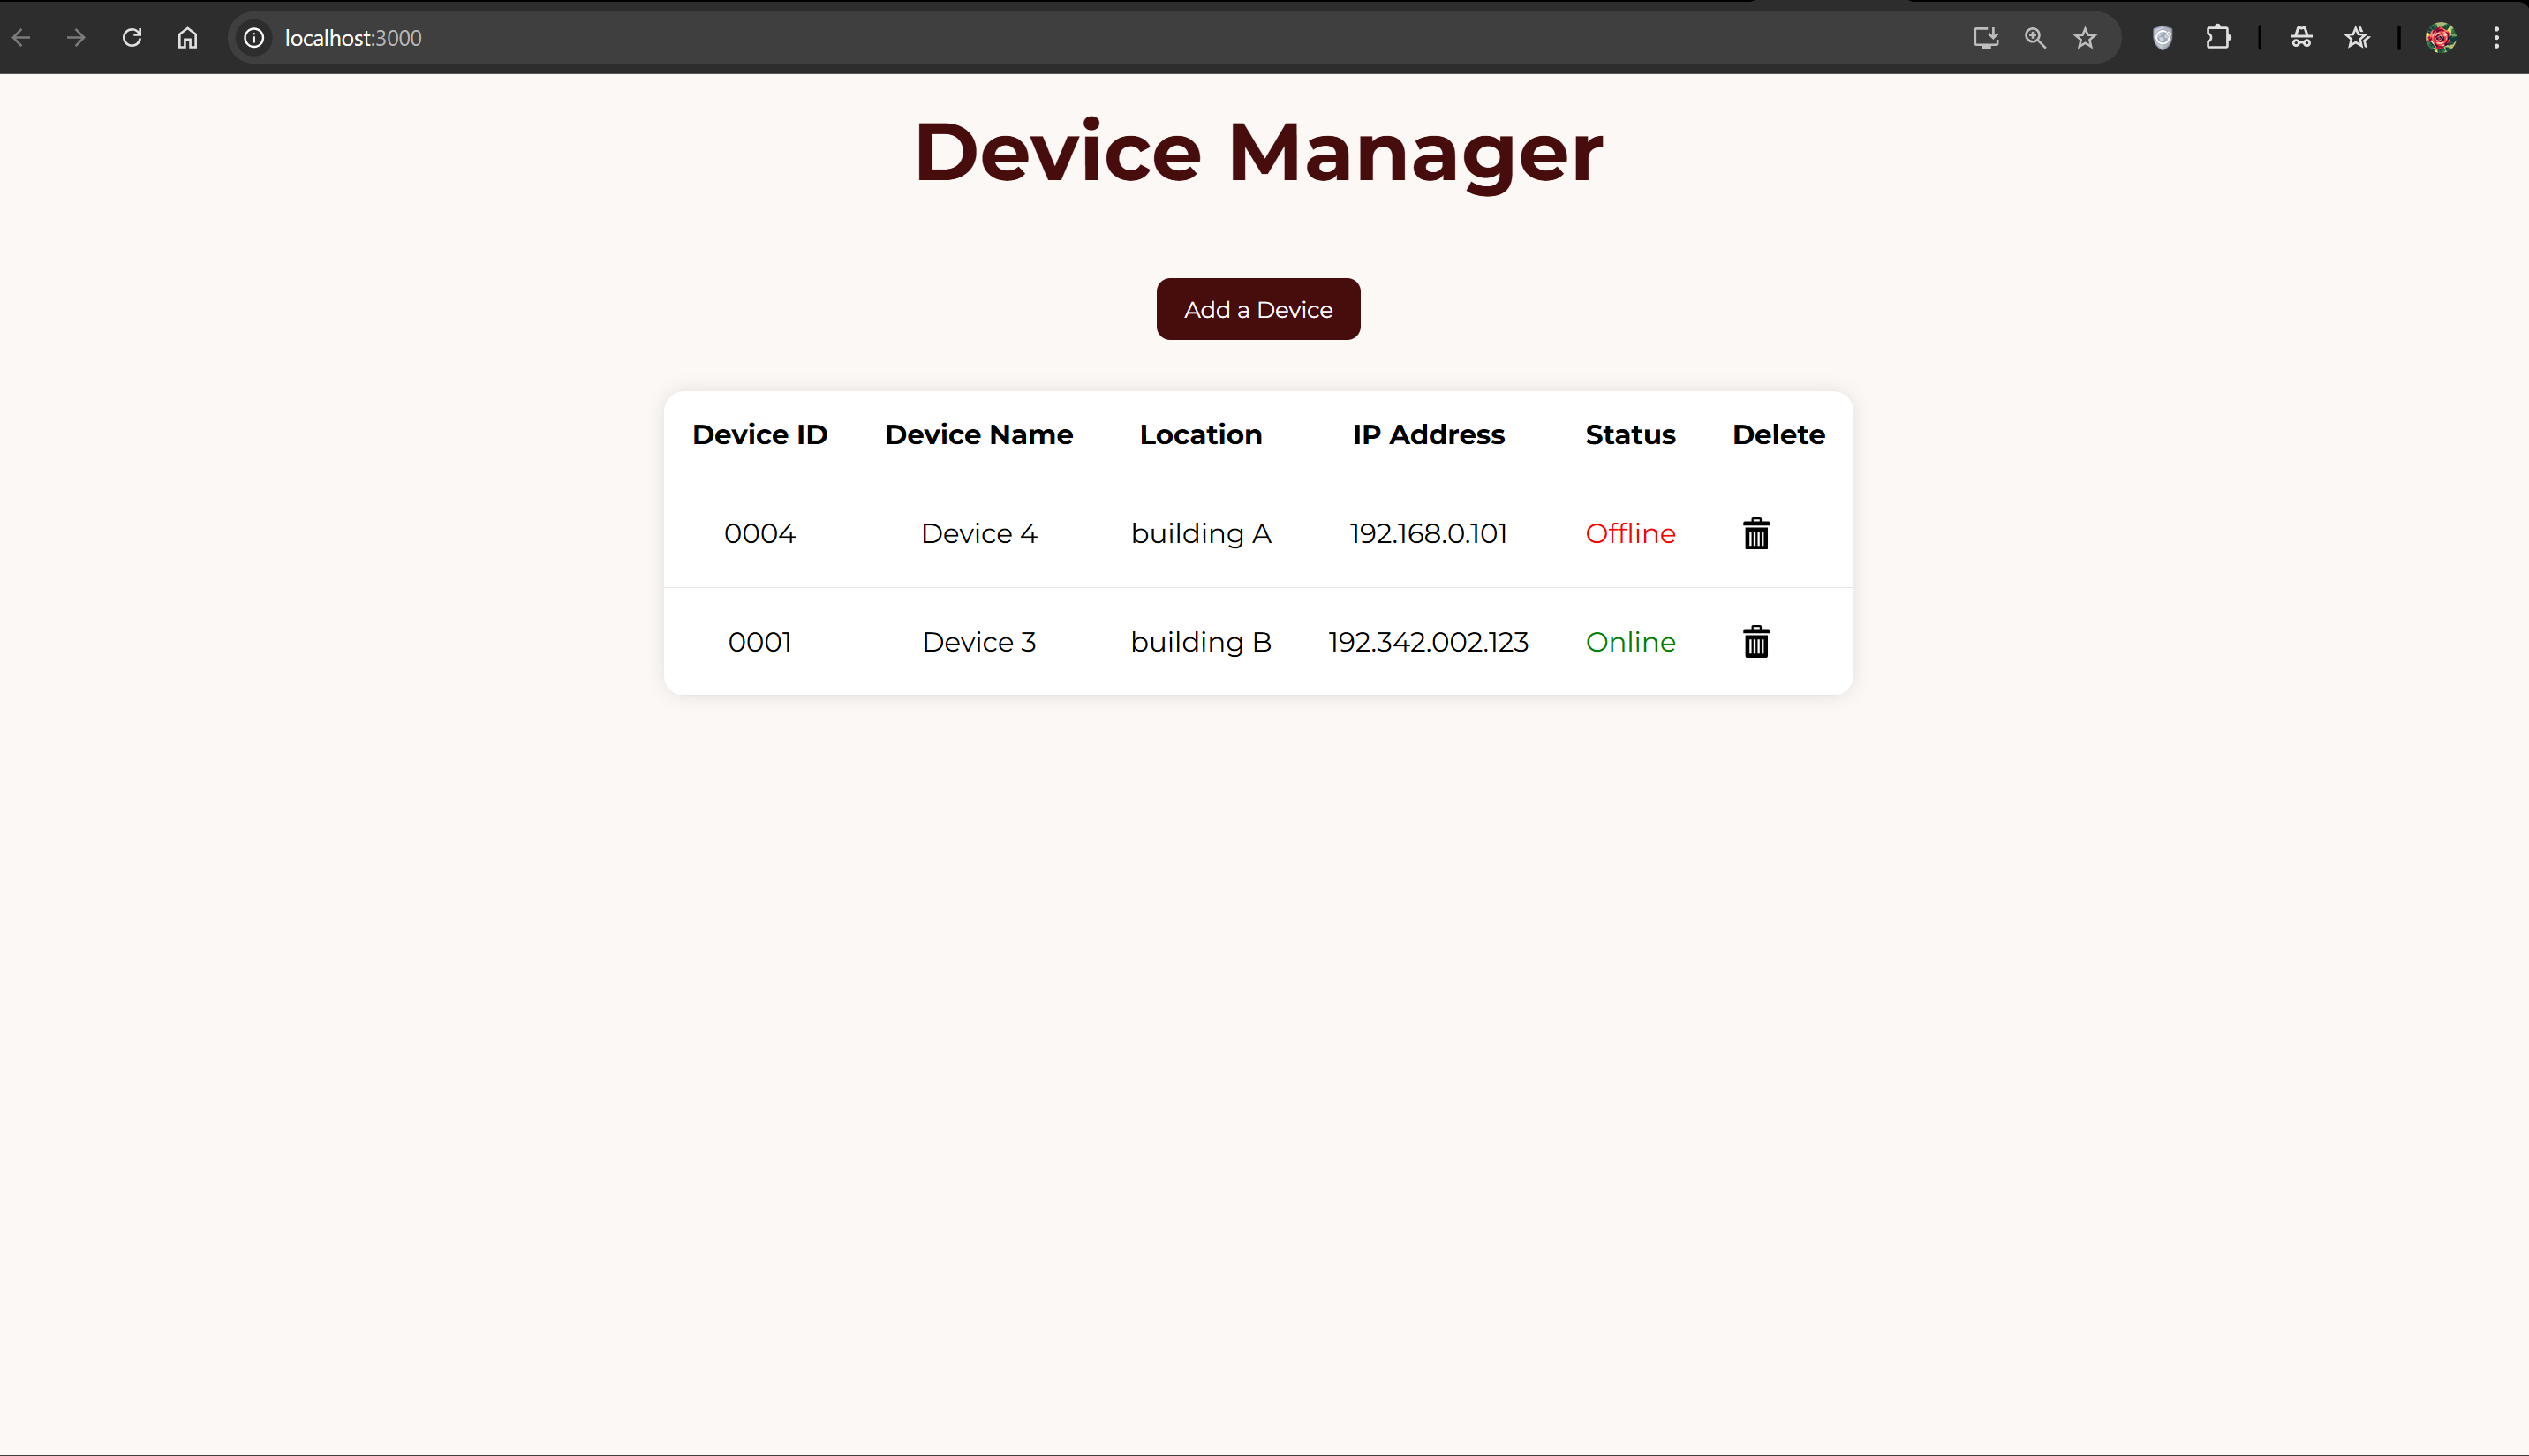 localhost:3000
Device Manager
Add a Device
Device ID Device Name Location IP Address Status Delete
0004 Device 4 building A 192.168.0.101 Offline
0001 Device 3 building B 192.342.002.123 Online